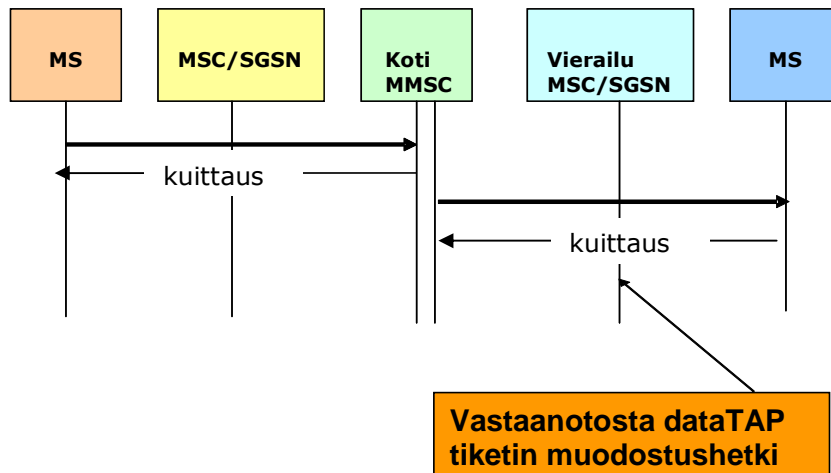 MS
MSC/SGSN
Koti
MMSC
Vierailu
MSC/SGSN
MS
kuittaus
kuittaus
Vastaanotosta dataTAP
tiketin muodostushetki